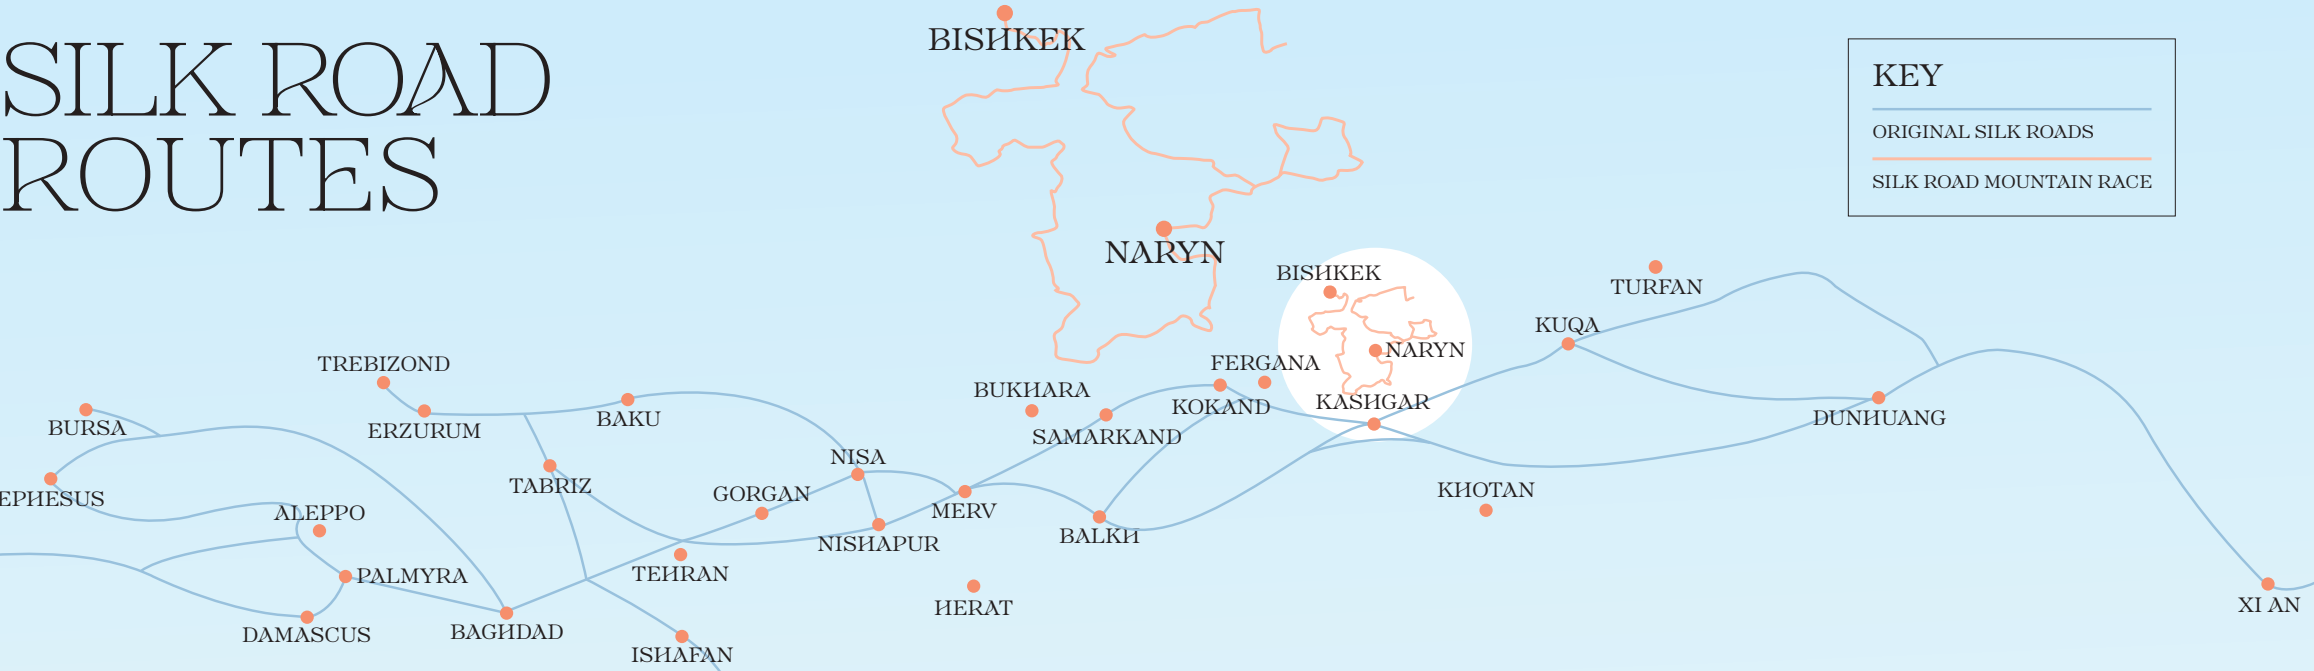 SILK ROAD
ROUTES
BISHKEK
NARYN
KEY
ORIGINAL SILK ROADS
SILK ROAD MOUNTAIN RACE
BISHKEK
NARYN
KASHGAR
TURFAN
KUQA
DUNHUANG
XI AN
KHOTAN
FERGANA
KOKAND
BUKHARA
SAMARKAND
BALKH
MERV
HERAT
NISA
NISHAPUR
GORGAN
TEHRAN
ISHAFAN
BAKU
TABRIZ
TREBIZOND
ERZURUM
BURSA
EPHESUS
ALEPPO
PALMYRA
DAMASCUS
BAGHDAD